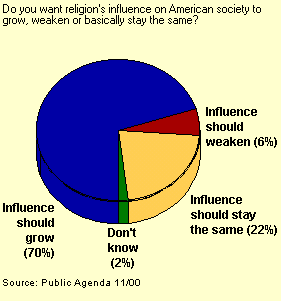 Do you want religion's influence on American society to
grow, weaken or basically stay the same?
Influence
should
weaken (6%)
Influence
should stay
the same (22%)
Don't
know
(2%)
Influence
should
grow
(70%)
Source: Public Agenda 11/00